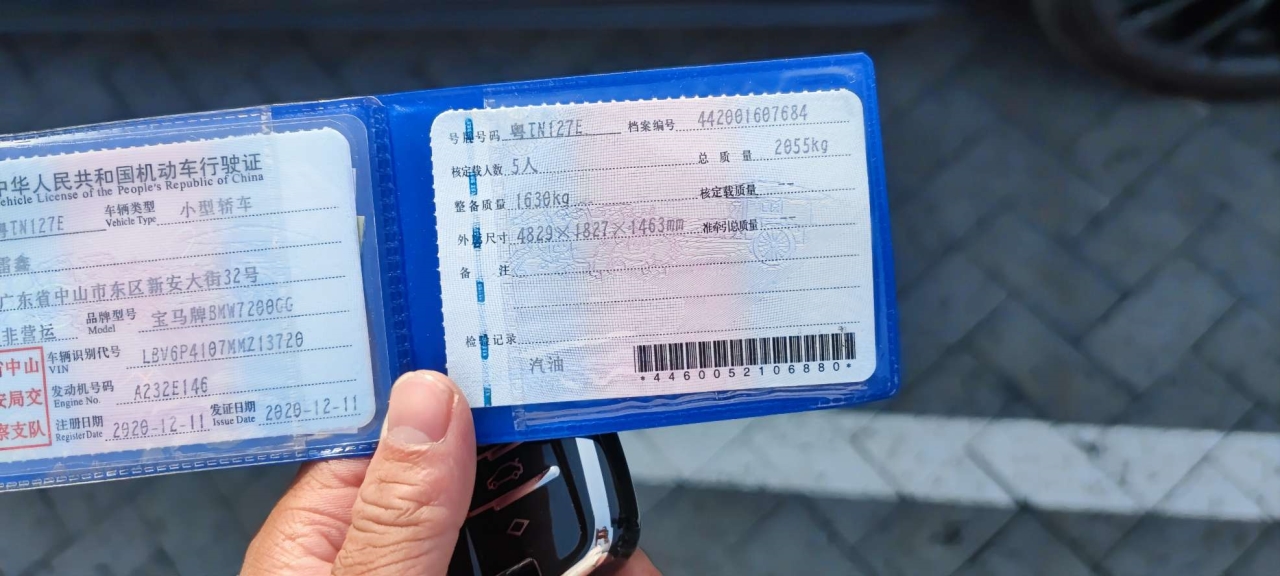 中华人民共和国机动车行驶证
Vehicle License of the People's Republic of China
粤TN127E 车辆类型 Vehicle Type 小型轿车
雷鑫
广东省中山市东区新安大街32号
非营运 品牌型号 Model 宝马牌BMW7200GG
车辆识别代号 VIN LBV6P4107MMZ13720
发动机号码 Engine No. A232E146
注册日期 Register Date 2020-12-11 发证日期 Issue Date 2020-12-11
省中山
安局交
察支队
号牌号码 粤TN127E 档案编号 442001607684
核定载人数 5人 总质量 2055kg
整备质量 1630kg 核定载质量 --
外廓尺寸 4829×1827×1463mm 准牵引总质量 --
备注
检验记录
汽油
*4460052106880*